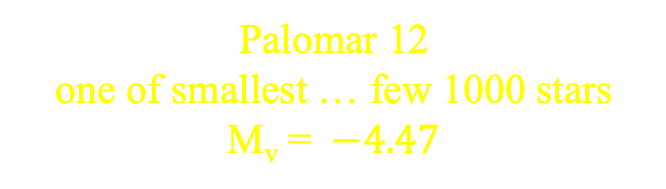 Palomar 12
one of smallest … few 1000 stars
Mᵥ = −4.47